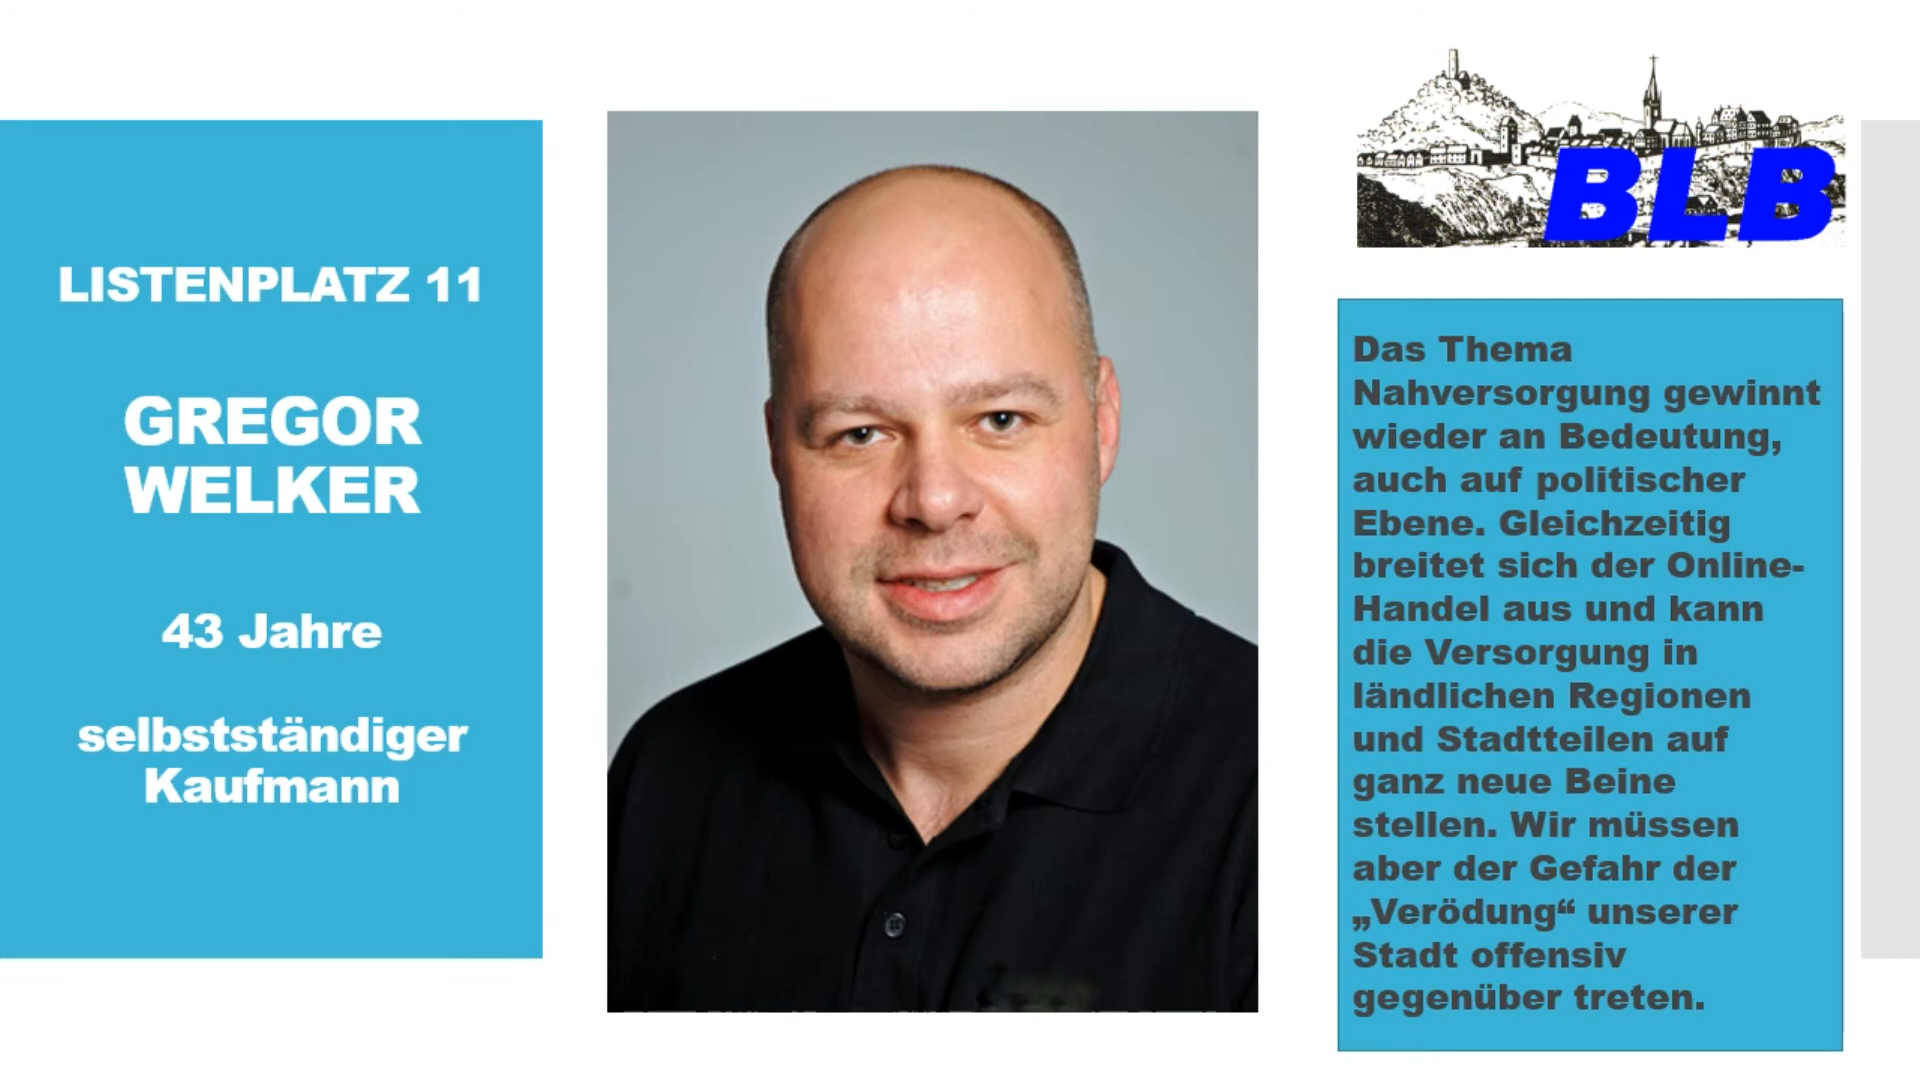 LISTENPLATZ 11
GREGOR
WELKER
43 Jahre
selbstständiger
Kaufmann
BLB
Das Thema
Nahversorgung gewinnt
wieder an Bedeutung,
auch auf politischer
Ebene. Gleichzeitig
breitet sich der Online-
Handel aus und kann
die Versorgung in
ländlichen Regionen
und Stadtteilen auf
ganz neue Beine
stellen. Wir müssen
aber der Gefahr der
„Verödung“ unserer
Stadt offensiv
gegenüber treten.